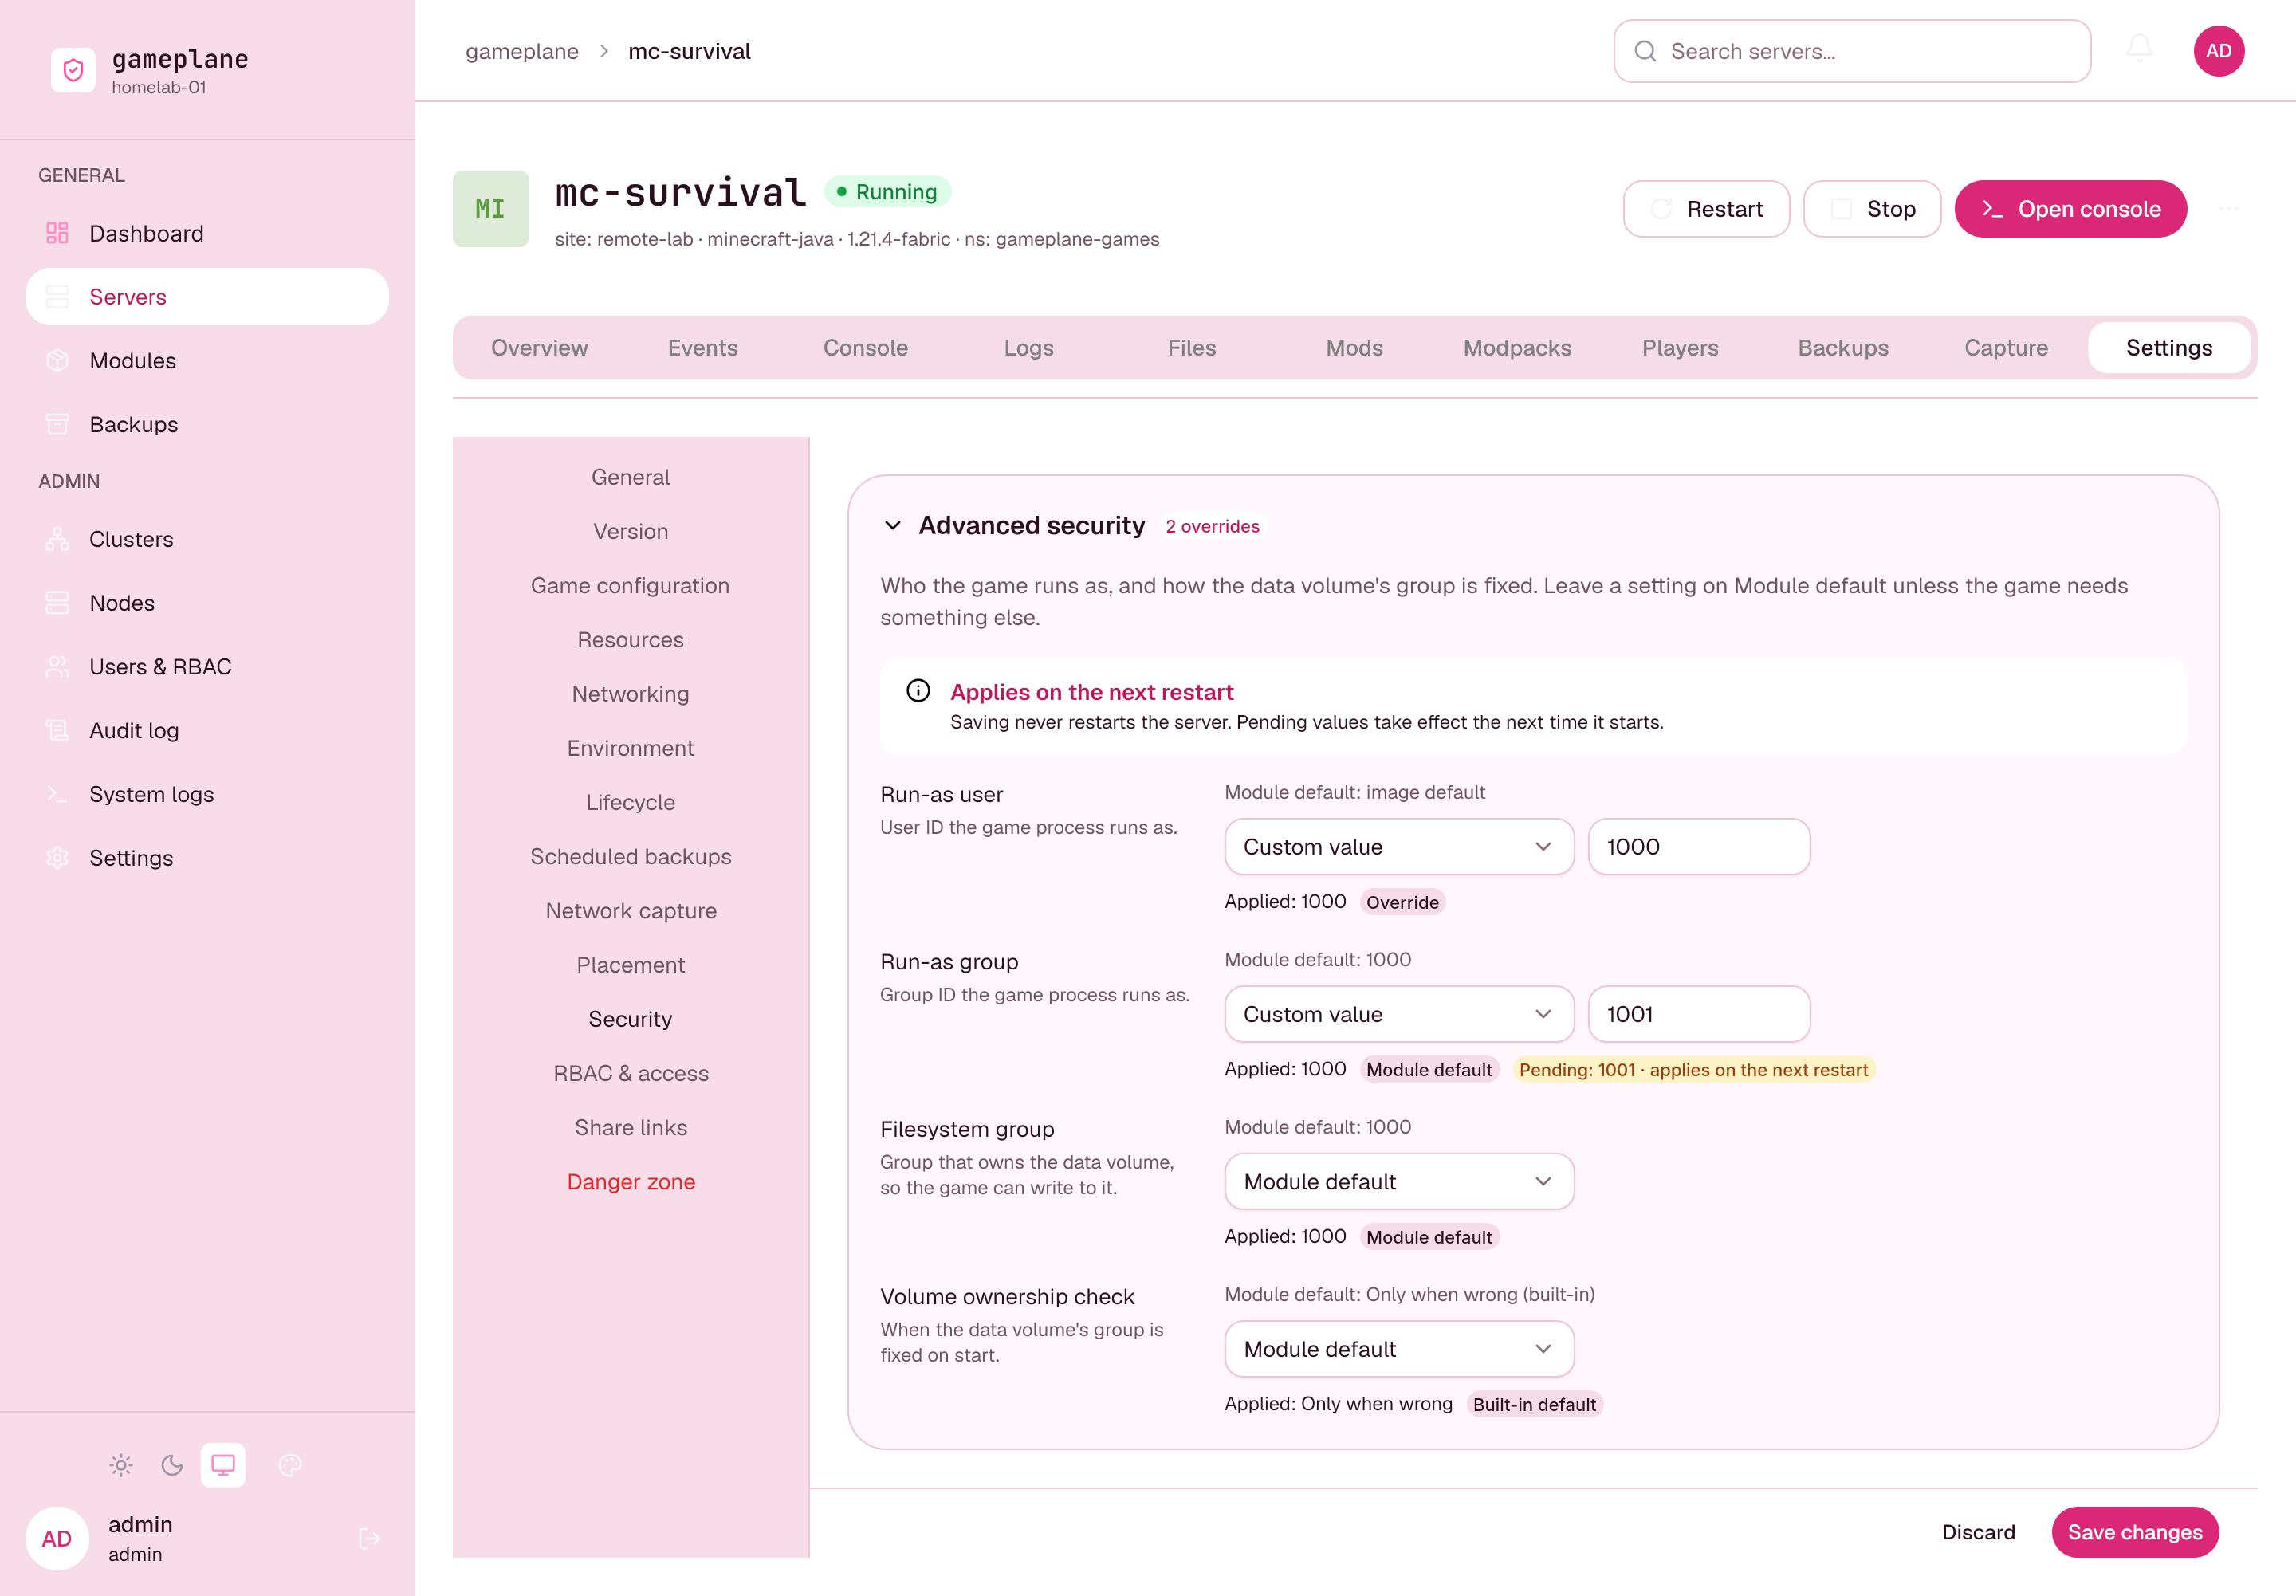 gameplane
homelab-01
GENERAL
Dashboard
Servers
Modules
Backups
ADMIN
Clusters
Nodes
Users & RBAC
Audit log
System logs
Settings
AD
admin
admin
gameplane
mc-survival
Search servers...
AD
MI
mc-survival
Running
site: remote-lab · minecraft-java · 1.21.4-fabric · ns: gameplane-games
Restart
Stop
Open console
Overview
Events
Console
Logs
Files
Mods
Modpacks
Players
Backups
Capture
Settings
General
Version
Game configuration
Resources
Networking
Environment
Lifecycle
Scheduled backups
Network capture
Placement
Security
RBAC & access
Share links
Danger zone
Advanced security
2 overrides
Who the game runs as, and how the data volume's group is fixed. Leave a setting on Module default unless the game needs
something else.
Applies on the next restart
Saving never restarts the server. Pending values take effect the next time it starts.
Run-as user
User ID the game process runs as.
Module default: image default
Custom value
1000
Applied: 1000
Override
Run-as group
Group ID the game process runs as.
Module default: 1000
Custom value
1001
Applied: 1000
Module default
Pending: 1001 · applies on the next restart
Filesystem group
Group that owns the data volume,
so the game can write to it.
Module default: 1000
Module default
Applied: 1000
Module default
Volume ownership check
When the data volume's group is
fixed on start.
Module default: Only when wrong (built-in)
Module default
Applied: Only when wrong
Built-in default
Discard
Save changes